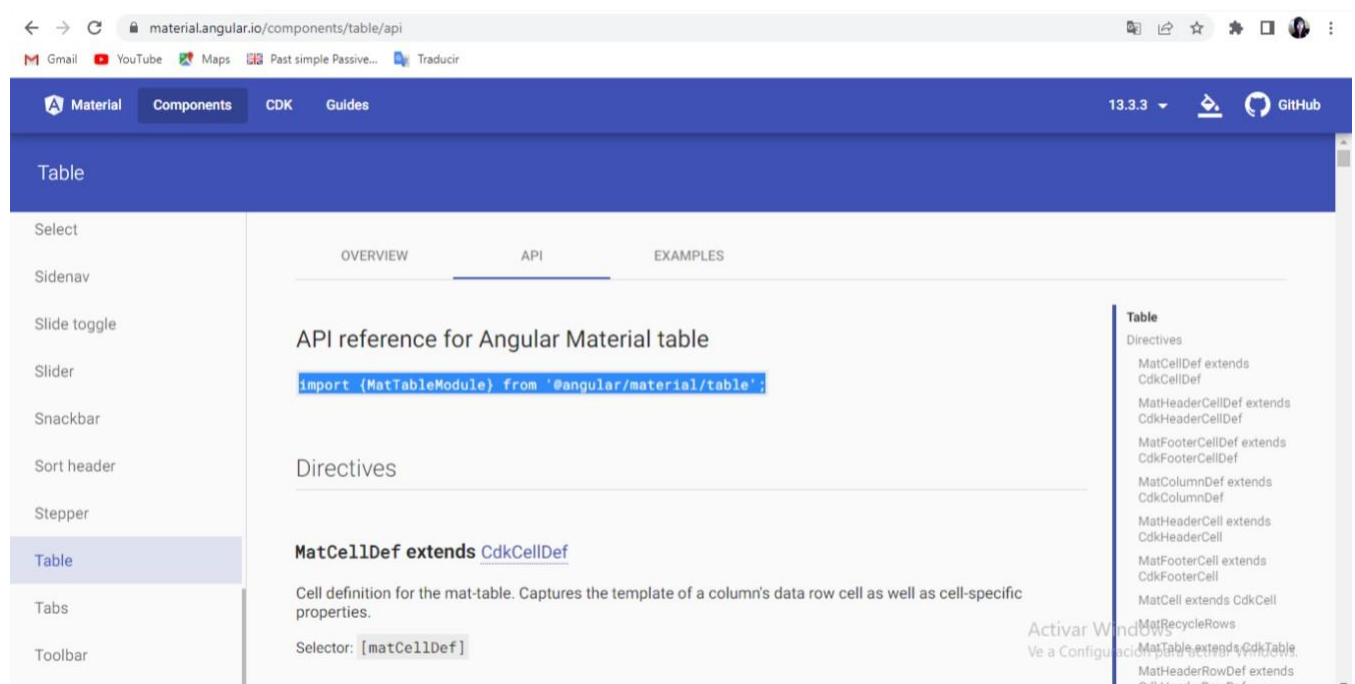 material.angular.io/components/table/api
Gmail YouTube Maps Past simple Passive... Traducir
Material Components CDK Guides 13.3.3 GitHub
Table
Select
Sidenav
Slide toggle
Slider
Snackbar
Sort header
Stepper
Table
Tabs
Toolbar
OVERVIEW API EXAMPLES
API reference for Angular Material table
import {MatTableModule} from '@angular/material/table';
Directives
MatCellDef extends CdkCellDef
Cell definition for the mat-table. Captures the template of a column's data row cell as well as cell-specific
properties.
Selector: [matCellDef]
Table
Directives
MatCellDef extends
CdkCellDef
MatHeaderCellDef extends
CdkHeaderCellDef
MatFooterCellDef extends
CdkFooterCellDef
MatColumnDef extends
CdkColumnDef
MatHeaderCell extends
CdkHeaderCell
MatFooterCell extends
CdkFooterCell
MatCell extends CdkCell
MatRecycleRows
MatTable extends CdkTable
MatHeaderRowDef extends
Activar Windows
Ve a Configuración para activar Windows.